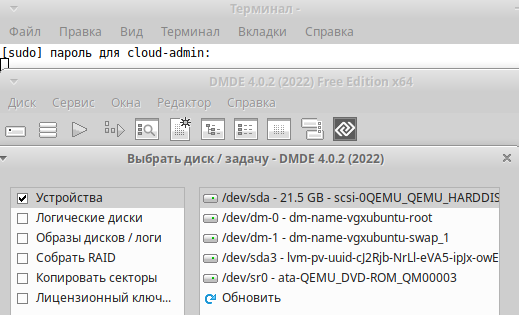 Терминал -
Файл Правка Вид Терминал Вкладки Справка
[sudo] пароль для cloud-admin:
DMDE 4.0.2 (2022) Free Edition x64
Диск Сервис Окна Редактор Справка
Выбрать диск / задачу - DMDE 4.0.2 (2022)
Устройства
Логические диски
Образы дисков / логи
Собрать RAID
Копировать секторы
Лицензионный ключ...
/dev/sda - 21.5 GB - scsi-0QEMU_QEMU_HARDDIS
/dev/dm-0 - dm-name-vgxubuntu-root
/dev/dm-1 - dm-name-vgxubuntu-swap_1
/dev/sda3 - lvm-pv-uuid-cJ2Rjb-NrLl-eVA5-ipJx-owE
/dev/sr0 - ata-QEMU_DVD-ROM_QM00003
Обновить